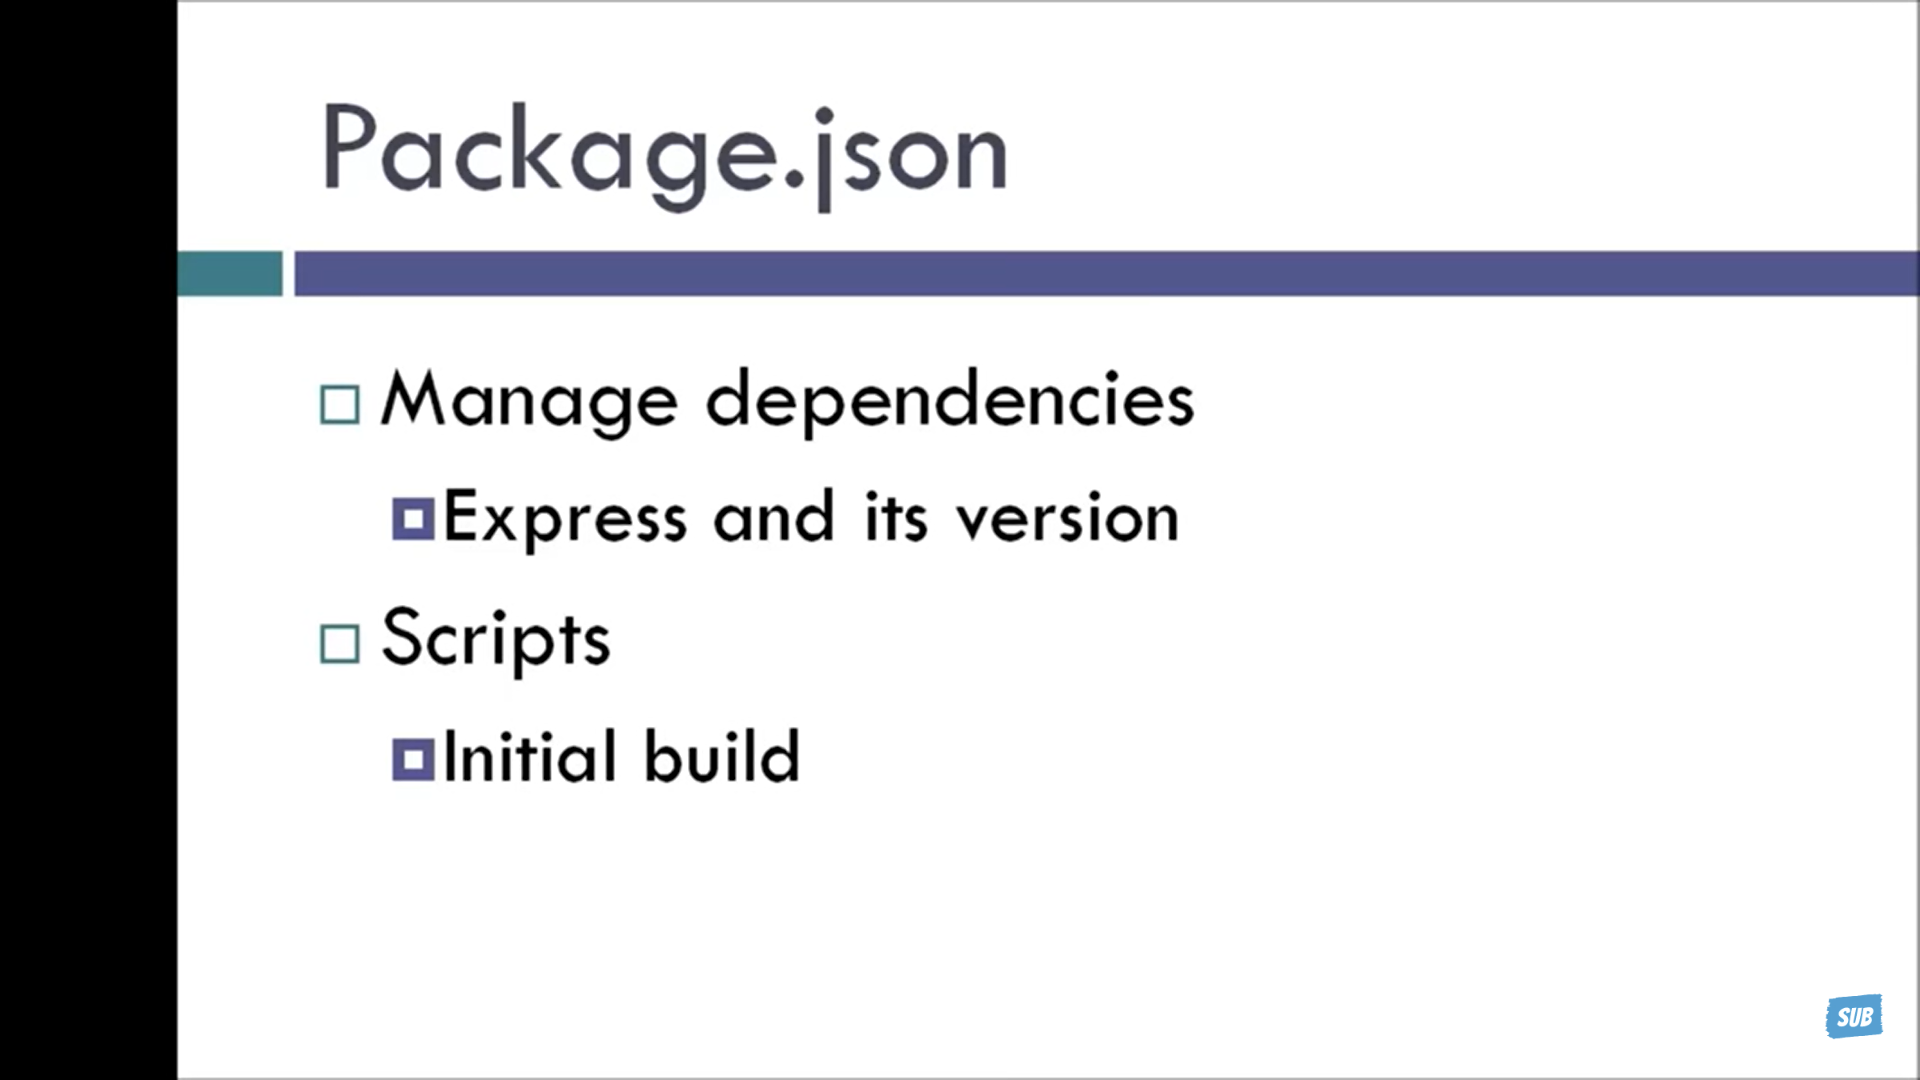 Package.json
Manage dependencies
Express and its version
Scripts
Initial build
SUB